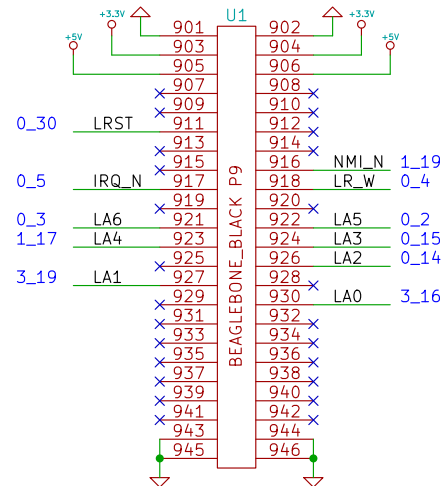 U1
+3.3V +3.3V
+5V +5V
901 902
903 904
905 906
907 908
909 910
0_30 LRST 911 912
913 914
915 916 NMI_N 1_19
0_5 IRQ_N 917 918 LR_W 0_4
919 920
0_3 LA6 921 922 LA5 0_2
1_17 LA4 923 924 LA3 0_15
925 926 LA2 0_14
3_19 LA1 927 928
929 930 LA0 3_16
931 932
933 934
935 936
937 938
939 940
941 942
943 944
945 946
BEAGLEBONE_BLACK P9